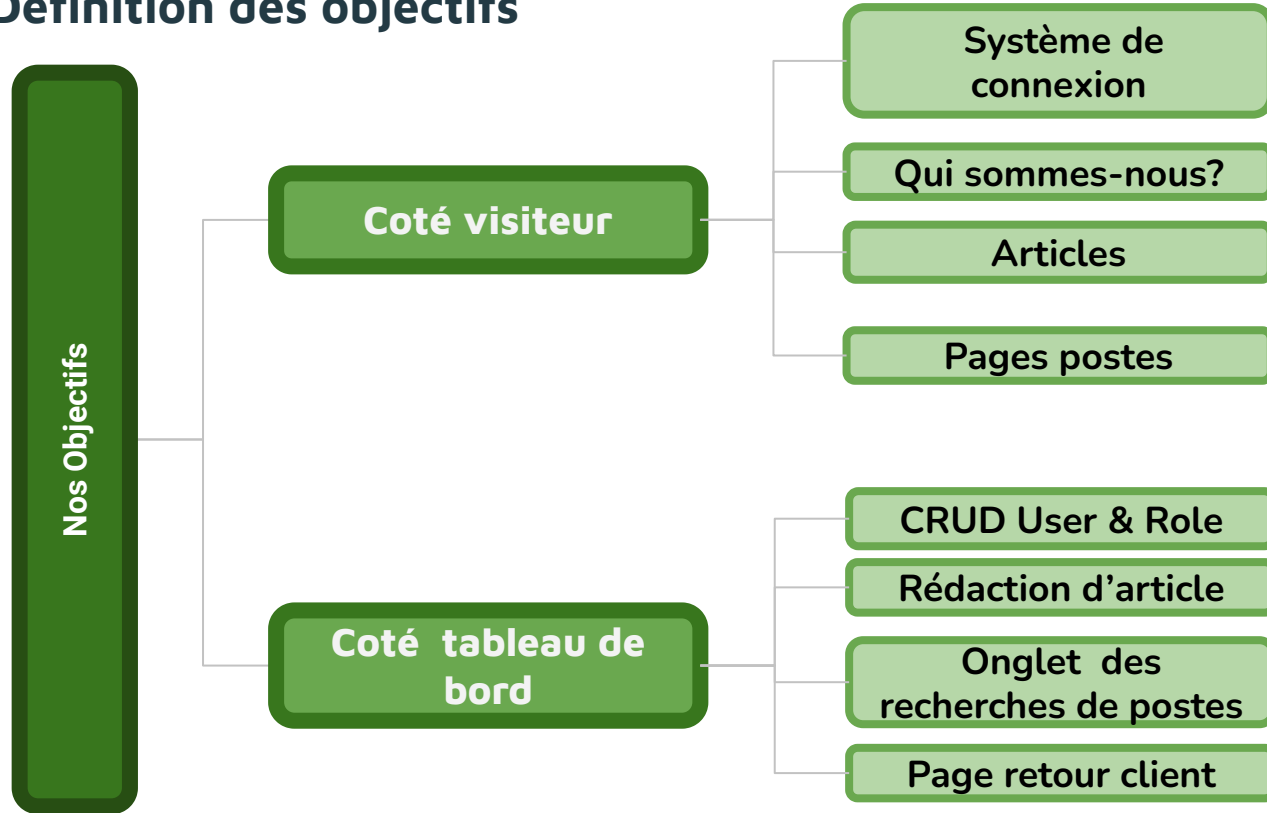 Définition des objectifs
Nos Objectifs
Coté visiteur
Système de
connexion
Qui sommes-nous?
Articles
Pages postes
Coté  tableau de
bord
CRUD User & Role
Rédaction d’article
Onglet  des
recherches de postes
Page retour client